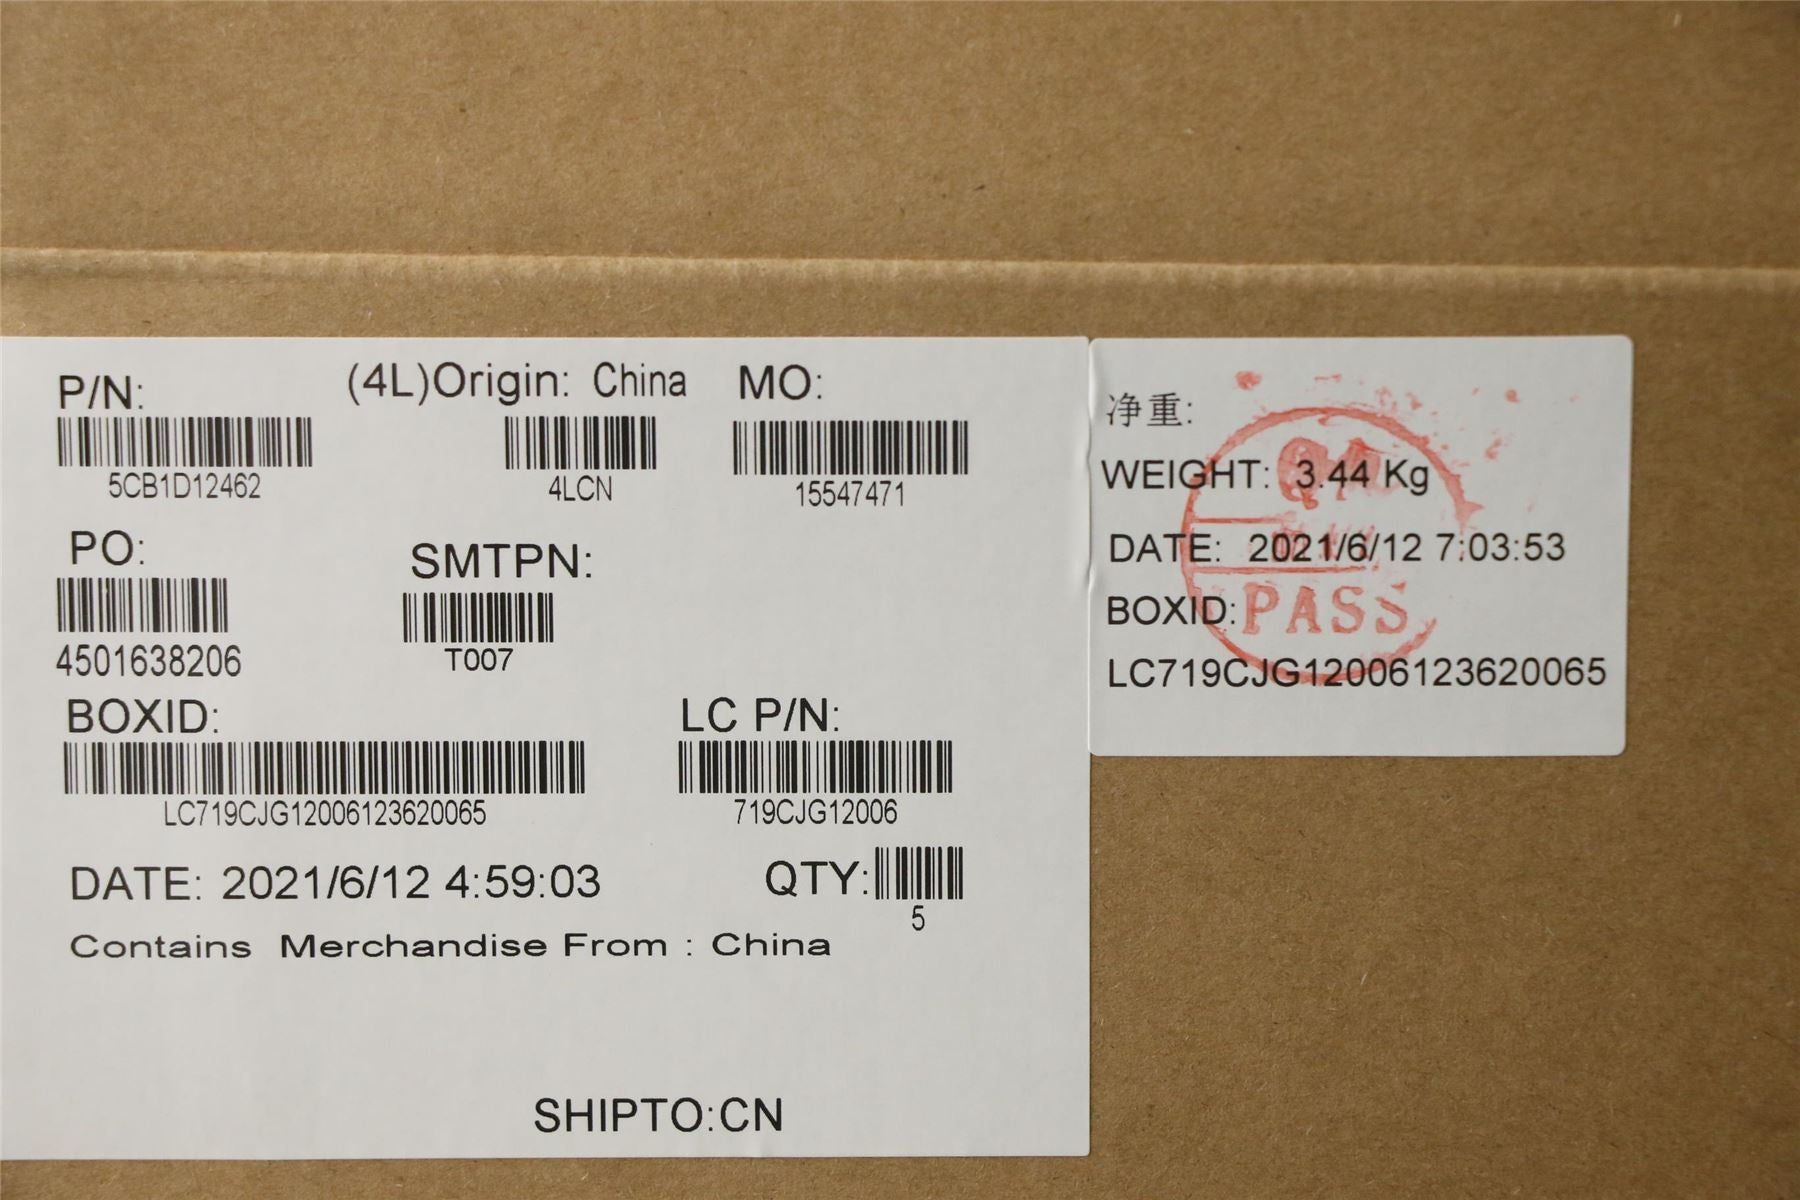 P/N: (4L)Origin: China MO:
5CB1D12462 4LCN 15547471
PO: SMTPN:
4501638206 T007
BOXID: LC P/N:
LC719CJG12006123620065 719CJG12006
DATE: 2021/6/12 4:59:03 QTY:
5
Contains Merchandise From : China
SHIPTO:CN
净重:
WEIGHT: 3.44 Kg
DATE: 2021/6/12 7:03:53
BOXID:
LC719CJG12006123620065
QA
PASS